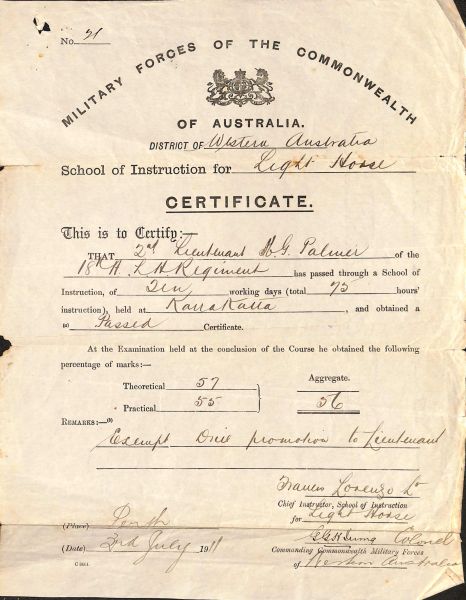 No. 21
MILITARY FORCES OF THE COMMONWEALTH
OF AUSTRALIA.
DISTRICT OF Western Australia
School of Instruction for Light Horse
CERTIFICATE.
This is to Certify:—
THAT 2nd Lieutenant H. G. Palmer of the
18th A. L H Regiment has passed through a School of
Instruction, of Ten working days (total 75 hours'
instruction), held at Karrakatta, and obtained a
Passed Certificate.
At the Examination held at the conclusion of the Course he obtained the following
percentage of marks:—
Theoretical 57
Aggregate.
Practical 55
56
REMARKS:—
Exempt promotion to Lieutenant
Francis Lorenzo
Chief Instructor, School of Instruction
for Light Horse
(Place) Perth
Colonel
(Date) 3rd July 1911
Commanding Commonwealth Military Forces
of Western Australia